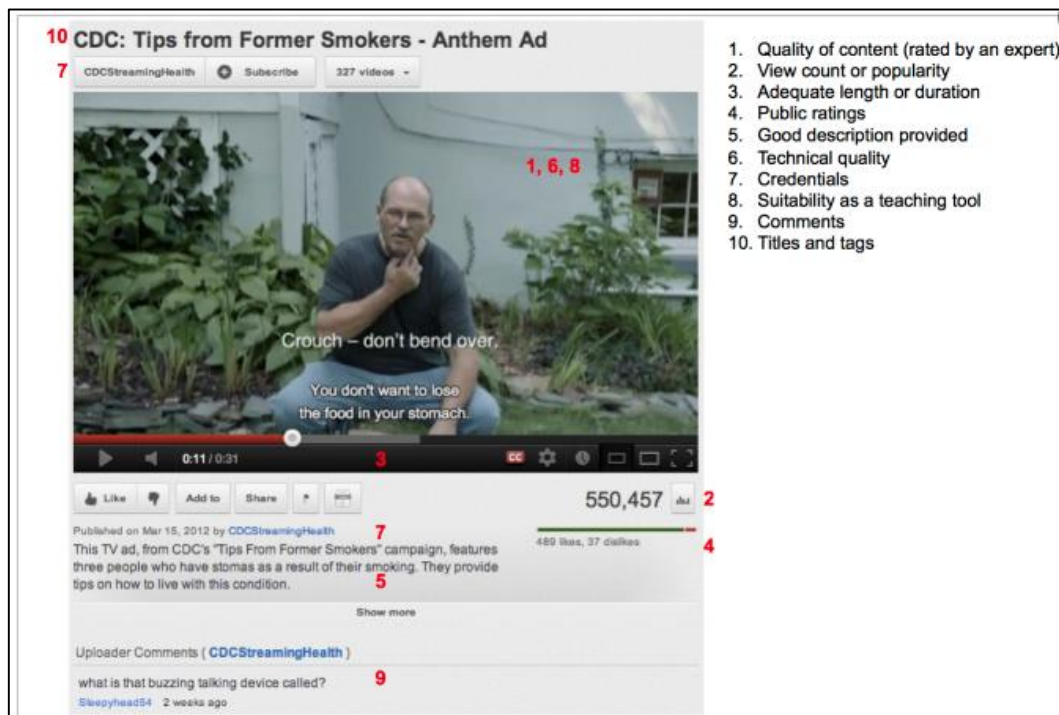 10 CDC: Tips from Former Smokers - Anthem Ad
7 CDCStreamingHealth Subscribe 327 videos
1, 6, 8
Crouch – don't bend over.
You don't want to lose
the food in your stomach.
0:11 / 0:31 3 CC
Like Add to Share 550,457 2
Published on Mar 15, 2012 by CDCStreamingHealth 7
489 likes, 37 dislikes 4
This TV ad, from CDC's "Tips From Former Smokers" campaign, features
three people who have stomas as a result of their smoking. They provide
tips on how to live with this condition. 5
Show more
Uploader Comments ( CDCStreamingHealth )
what is that buzzing talking device called? 9
Sleepyhead54 2 weeks ago
1. Quality of content (rated by an expert)
2. View count or popularity
3. Adequate length or duration
4. Public ratings
5. Good description provided
6. Technical quality
7. Credentials
8. Suitability as a teaching tool
9. Comments
10. Titles and tags